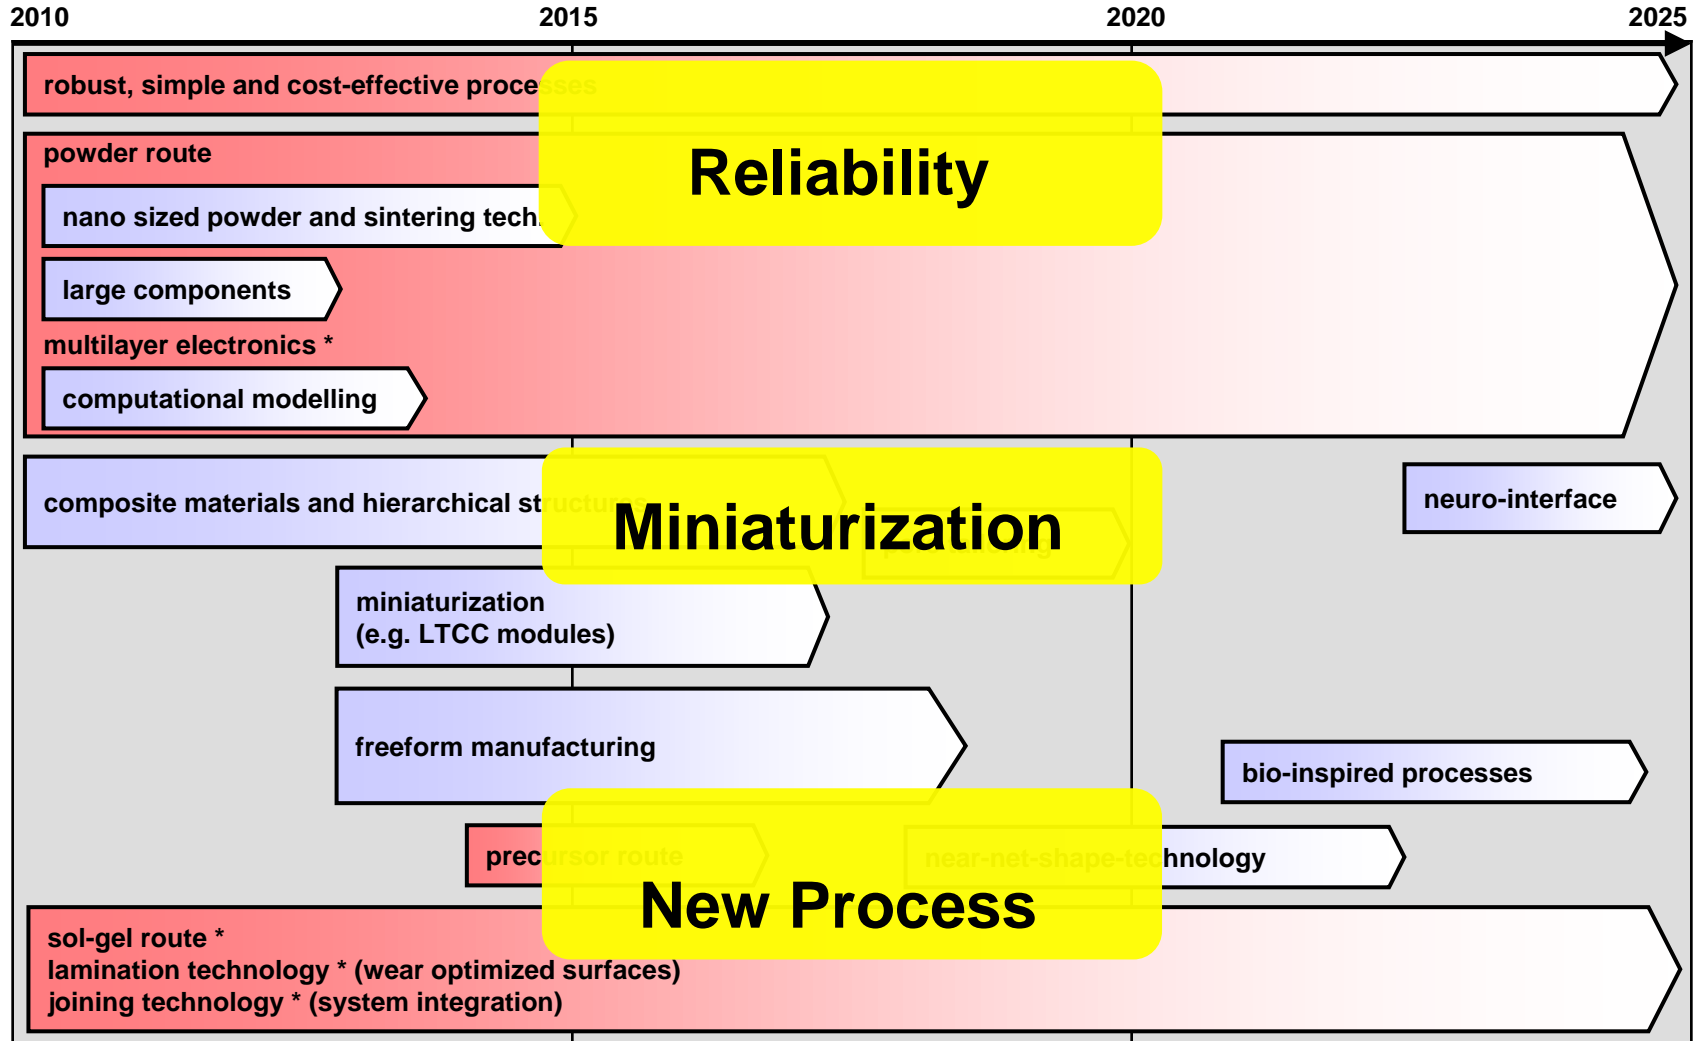 2010 2015 2020 2025
robust, simple and cost-effective processes
powder route
Reliability
nano sized powder and sintering techn.
large components
multilayer electronics *
computational modelling
composite materials and hierarchical structures
Miniaturization
neuro-interface
miniaturization
(e.g. LTCC modules)
freeform manufacturing
bio-inspired processes
precursor route
near-net-shape-technology
New Process
sol-gel route *
lamination technology * (wear optimized surfaces)
joining technology * (system integration)